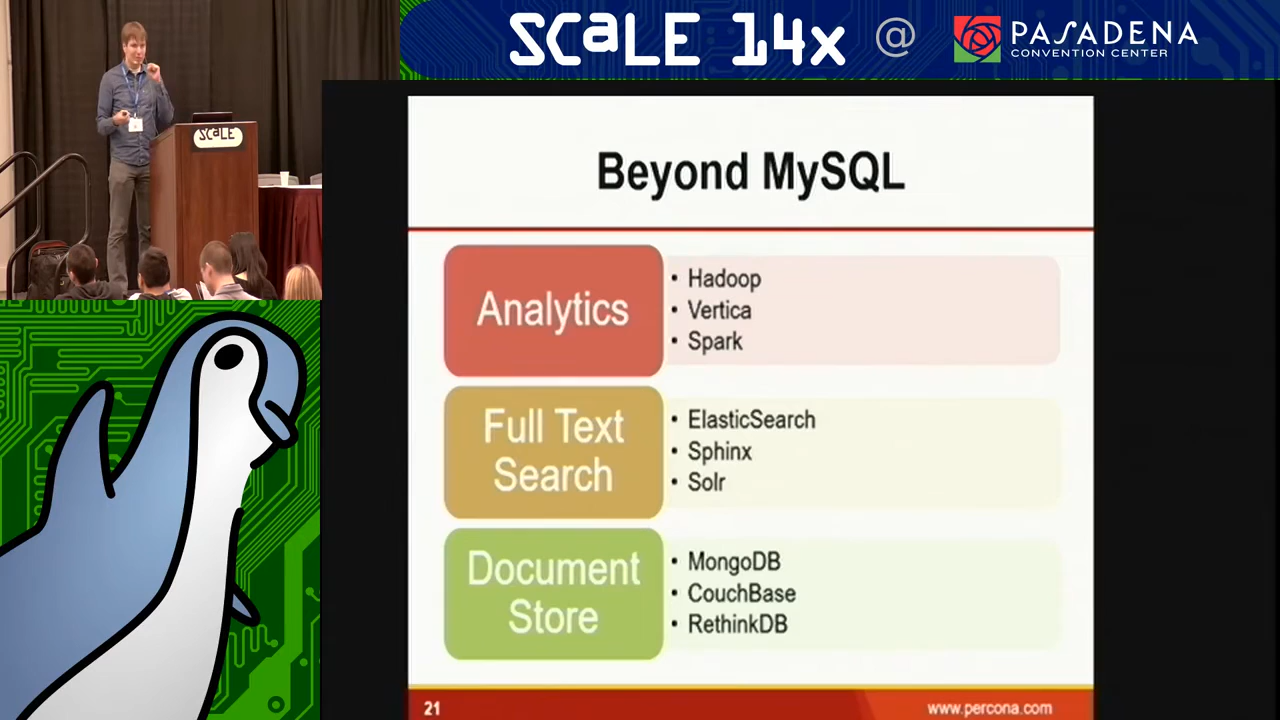 SCaLE 14x @ PASADENA
CONVENTION CENTER
SCaLE
Beyond MySQL
Analytics
• Hadoop
• Vertica
• Spark
Full Text
Search
• ElasticSearch
• Sphinx
• Solr
Document
Store
• MongoDB
• CouchBase
• RethinkDB
21
www.percona.com